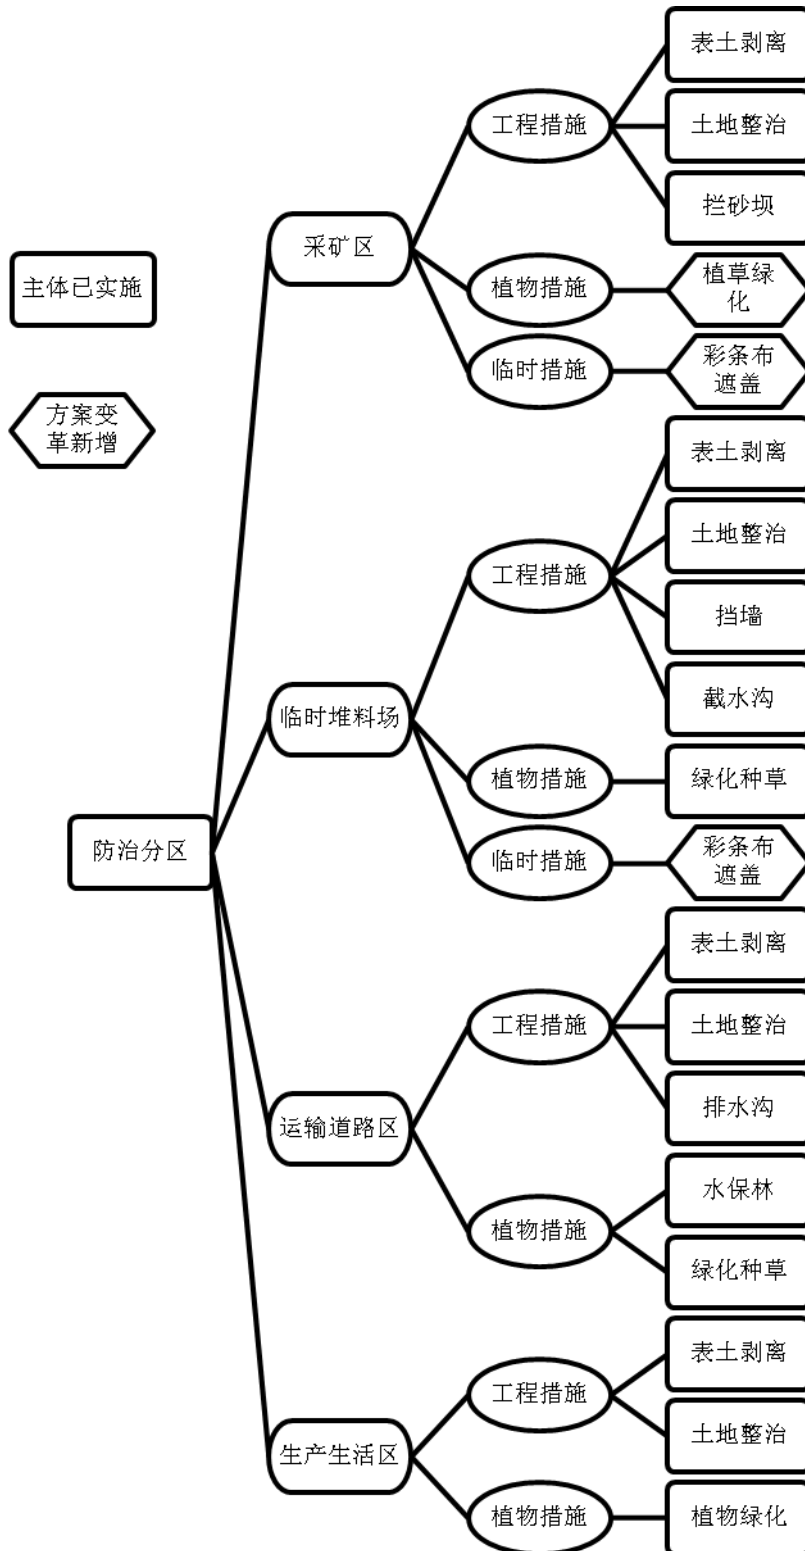 表土剥离
工程措施
土地整治
拦砂坝
采矿区
主体已实施
植物措施
植草绿
化
临时措施
彩条布
遮盖
方案变
革新增
表土剥离
土地整治
工程措施
挡墙
截水沟
临时堆料场
植物措施
绿化种草
防治分区
临时措施
彩条布
遮盖
表土剥离
工程措施
土地整治
排水沟
运输道路区
水保林
植物措施
绿化种草
表土剥离
工程措施
土地整治
生产生活区
植物措施
植物绿化